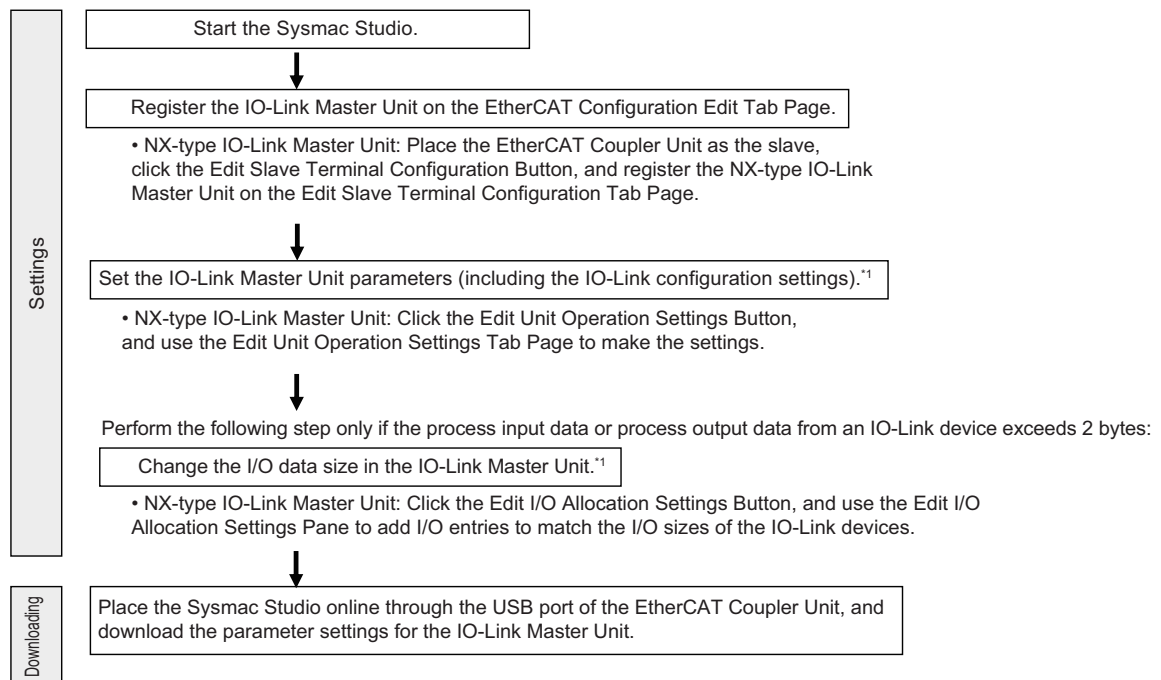 Settings
Start the Sysmac Studio.
Register the IO-Link Master Unit on the EtherCAT Configuration Edit Tab Page.
• NX-type IO-Link Master Unit: Place the EtherCAT Coupler Unit as the slave,
click the Edit Slave Terminal Configuration Button, and register the NX-type IO-Link
Master Unit on the Edit Slave Terminal Configuration Tab Page.
Set the IO-Link Master Unit parameters (including the IO-Link configuration settings).*1
• NX-type IO-Link Master Unit: Click the Edit Unit Operation Settings Button,
and use the Edit Unit Operation Settings Tab Page to make the settings.
Perform the following step only if the process input data or process output data from an IO-Link device exceeds 2 bytes:
Change the I/O data size in the IO-Link Master Unit.*1
• NX-type IO-Link Master Unit: Click the Edit I/O Allocation Settings Button, and use the Edit I/O
Allocation Settings Pane to add I/O entries to match the I/O sizes of the IO-Link devices.
Downloading
Place the Sysmac Studio online through the USB port of the EtherCAT Coupler Unit, and
download the parameter settings for the IO-Link Master Unit.